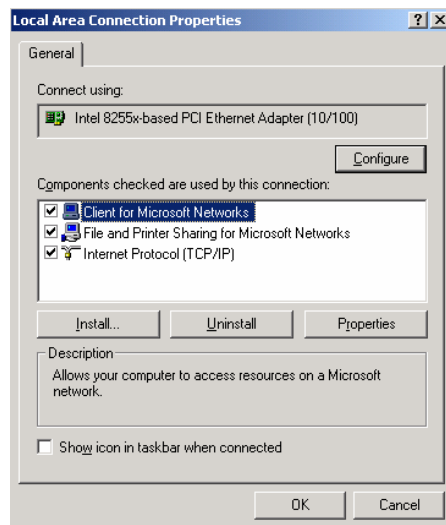 Local Area Connection Properties
General
Connect using:
Intel 8255x-based PCI Ethernet Adapter (10/100)
Configure
Components checked are used by this connection:
Client for Microsoft Networks
File and Printer Sharing for Microsoft Networks
Internet Protocol (TCP/IP)
Install... Uninstall Properties
Description
Allows your computer to access resources on a Microsoft
network.
Show icon in taskbar when connected
OK Cancel